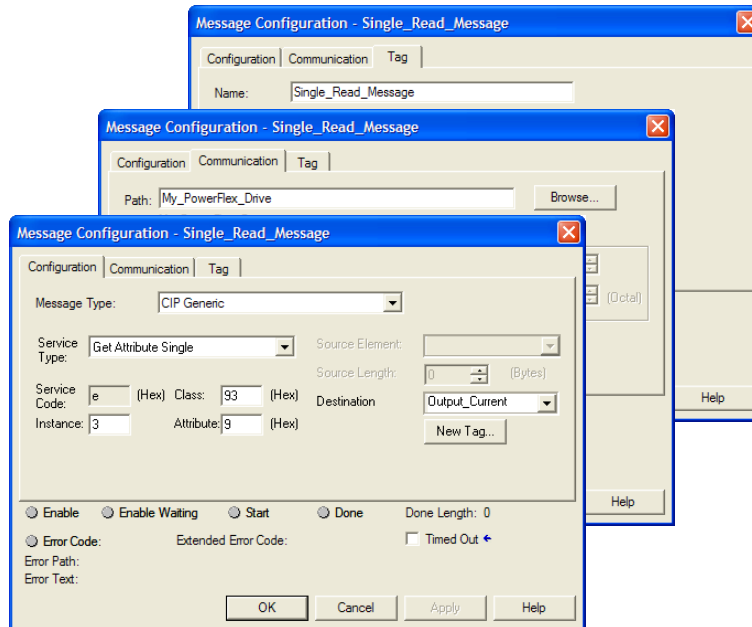 Message Configuration - Single_Read_Message
Configuration Communication Tag
Name: Single_Read_Message
Help
Message Configuration - Single_Read_Message
Configuration Communication Tag
Path: My_PowerFlex_Drive Browse...
(Octal)
Help
Message Configuration - Single_Read_Message
Configuration Communication Tag
Message Type: CIP Generic
Service Type: Get Attribute Single
Source Element:
Source Length: 0 (Bytes)
Service Code: e (Hex) Class: 93 (Hex)
Destination Output_Current
Instance: 3 Attribute: 9 (Hex)
New Tag...
Enable Enable Waiting Start Done Done Length: 0
Error Code: Extended Error Code: Timed Out
Error Path:
Error Text:
OK Cancel Apply Help